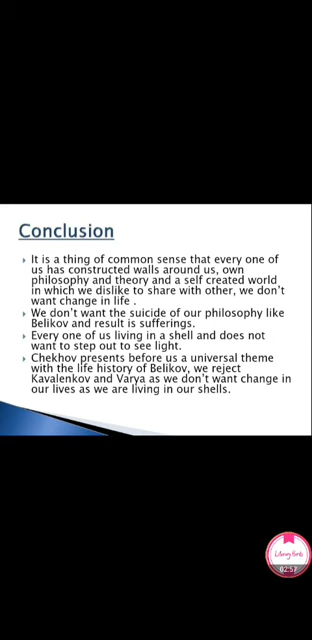 Conclusion
It is a thing of common sense that every one of
us has constructed walls around us, own
philosophy and theory and a self created world
in which we dislike to share with other, we don't
want change in life .
We don't want the suicide of our philosophy like
Belikov and result is sufferings.
Every one of us living in a shell and does not
want to step out to see light.
Chekhov presents before us a universal theme
with the life history of Belikov, we reject
Kavalenkov and Varya as we don't want change in
our lives as we are living in our shells.
02:57